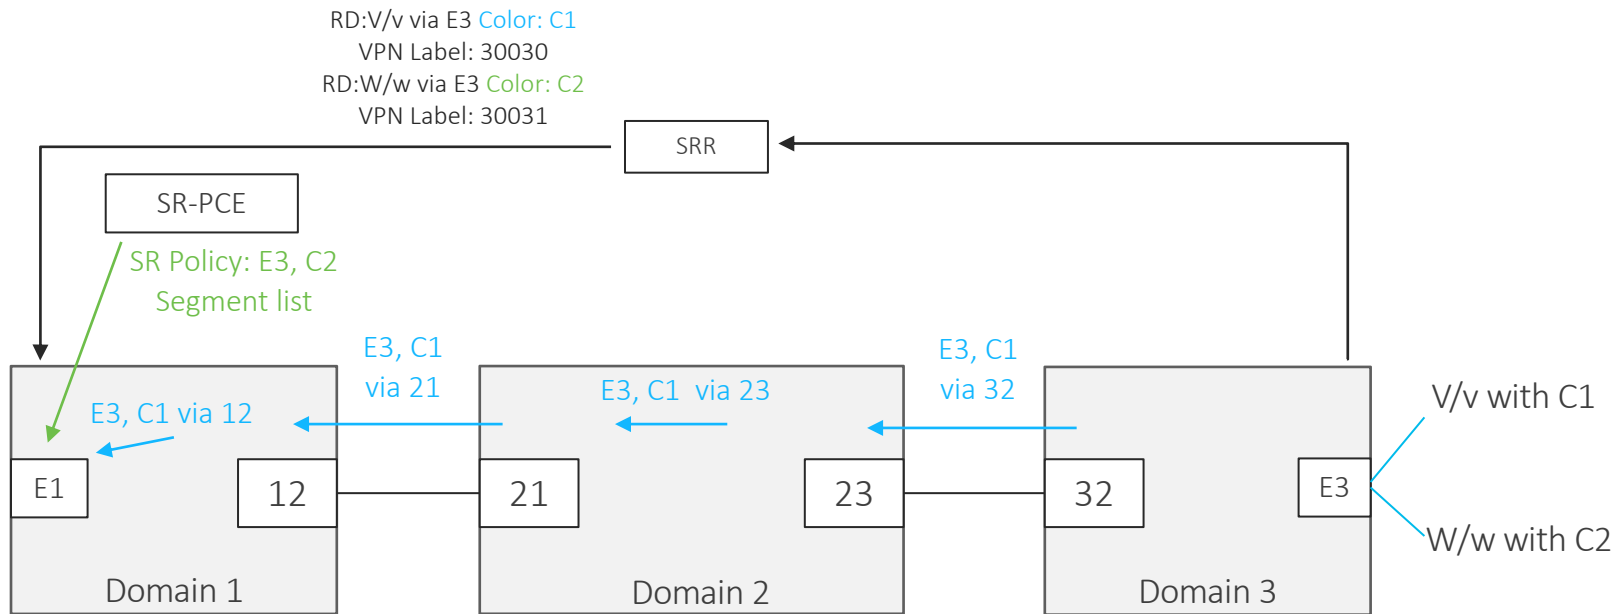 RD:V/v via E3 Color: C1
VPN Label: 30030
RD:W/w via E3 Color: C2
VPN Label: 30031
SRR
SR-PCE
SR Policy: E3, C2
Segment list
E3, C1
via 21
E3, C1
via 32
E3, C1 via 12
E3, C1 via 23
V/v with C1
E1
12
21
23
32
E3
W/w with C2
Domain 1
Domain 2
Domain 3